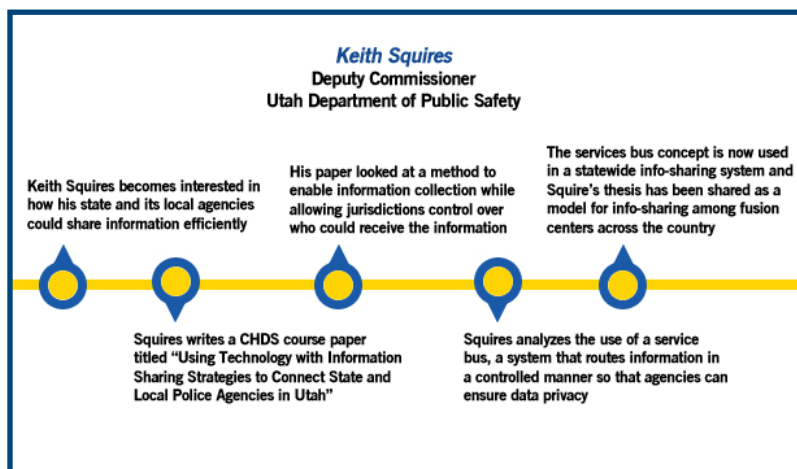 Keith Squires
Deputy Commissioner
Utah Department of Public Safety
Keith Squires becomes interested in
how his state and its local agencies
could share information efficiently
Squires writes a CHDS course paper
titled “Using Technology with Information
Sharing Strategies to Connect State and
Local Police Agencies in Utah”
His paper looked at a method to
enable information collection while
allowing jurisdictions control over
who could receive the information
Squires analyzes the use of a service
bus, a system that routes information in
a controlled manner so that agencies can
ensure data privacy
The services bus concept is now used
in a statewide info-sharing system and
Squire’s thesis has been shared as a
model for info-sharing among fusion
centers across the country